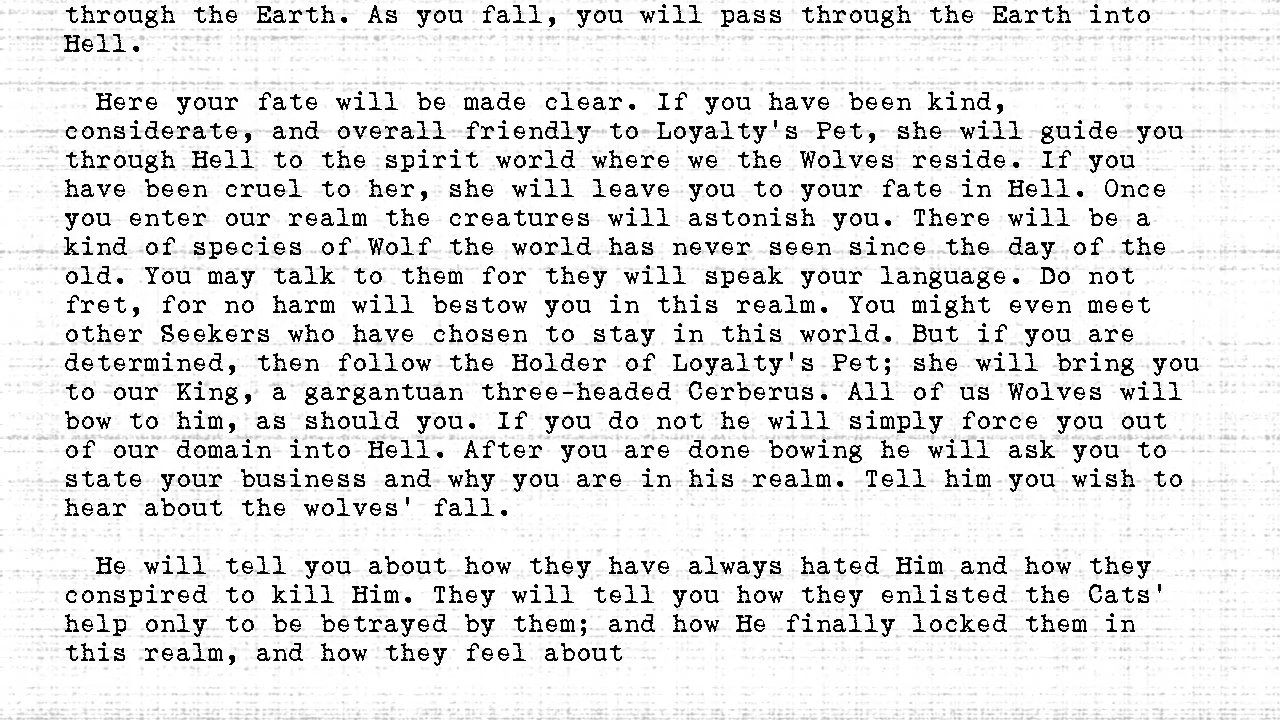 through the Earth. As you fall, you will pass through the Earth into
Hell.
Here your fate will be made clear. If you have been kind,
considerate, and overall friendly to Loyalty's Pet, she will guide you
through Hell to the spirit world where we the Wolves reside. If you
have been cruel to her, she will leave you to your fate in Hell. Once
you enter our realm the creatures will astonish you. There will be a
kind of species of Wolf the world has never seen since the day of the
old. You may talk to them for they will speak your language. Do not
fret, for no harm will bestow you in this realm. You might even meet
other Seekers who have chosen to stay in this world. But if you are
determined, then follow the Holder of Loyalty's Pet; she will bring you
to our King, a gargantuan three-headed Cerberus. All of us Wolves will
bow to him, as should you. If you do not he will simply force you out
of our domain into Hell. After you are done bowing he will ask you to
state your business and why you are in his realm. Tell him you wish to
hear about the wolves' fall.
He will tell you about how they have always hated Him and how they
conspired to kill Him. They will tell you how they enlisted the Cats'
help only to be betrayed by them; and how He finally locked them in
this realm, and how they feel about